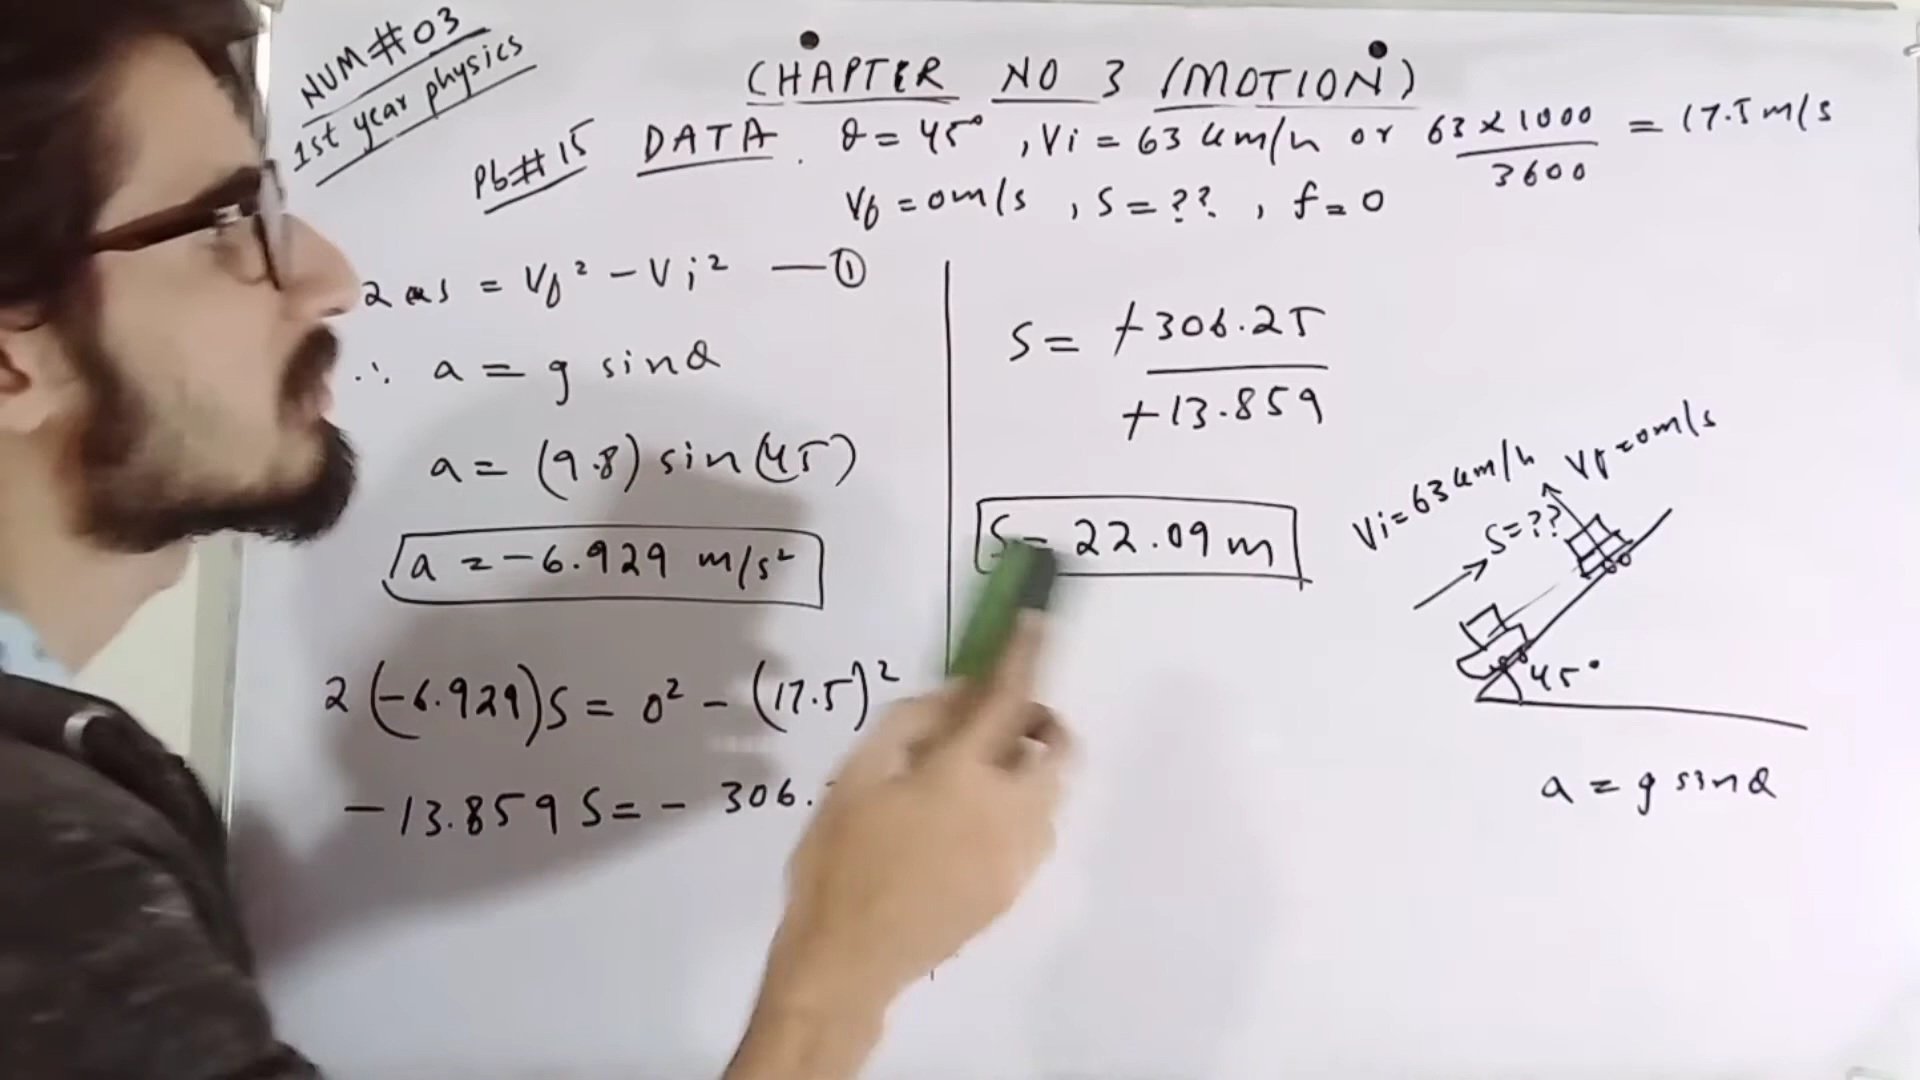 NUM#03
1st year physics
CHAPTER NO 3 (MOTION)
Pb#15 DATA. θ = 45° , Vi = 63 km/h or 63 x 1000 / 3600 = 17.5 m/s
Vf = 0 m/s , S = ?? , f = 0
2as = Vf² - Vi² — ①
∴ a = g sinθ
a = (9.8) sin(45)
a = -6.929 m/s²
2(-6.929)S = 0² - (17.5)²
-13.859 S = - 306.
S = +306.25 / +13.859
S = 22.09 m
Vi = 63 km/h Vf = 0 m/s
S = ??
45°
a = g sinθ